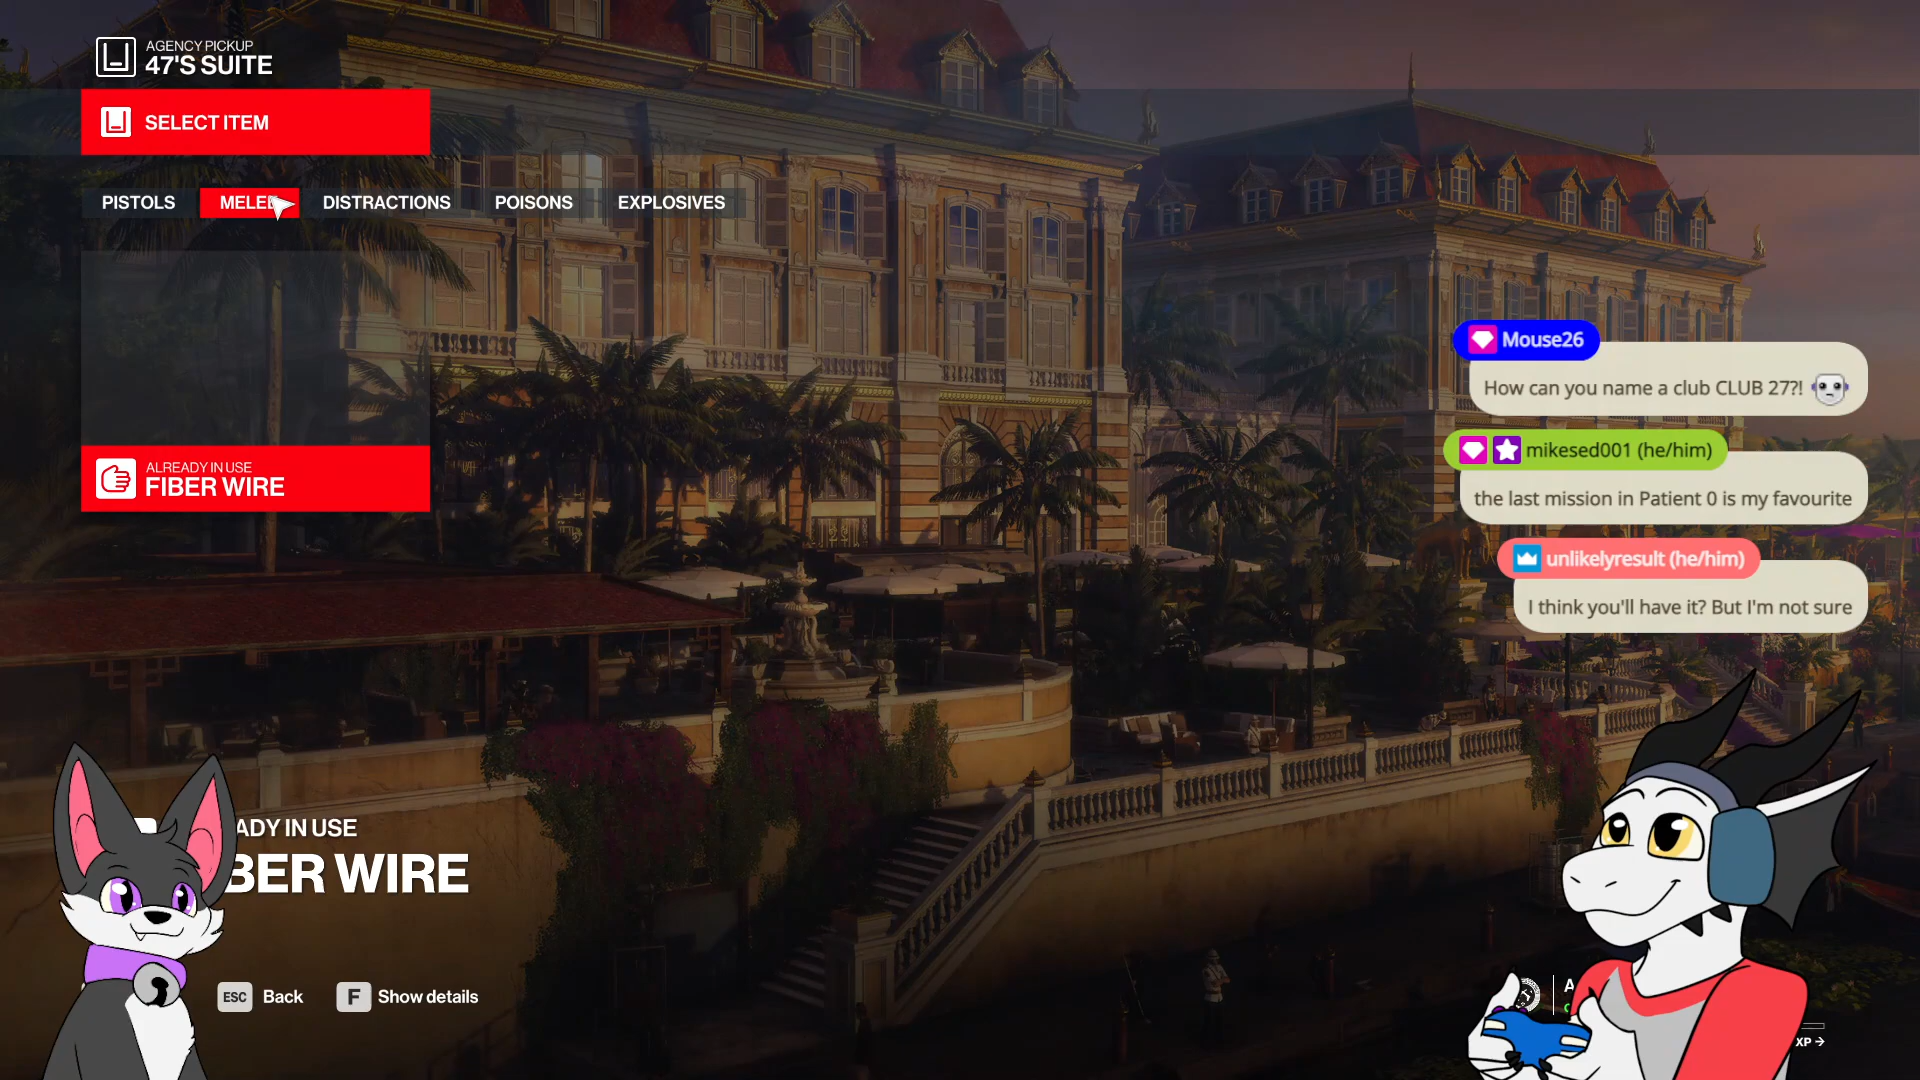 AGENCY PICKUP
47'S SUITE
SELECT ITEM
PISTOLS MELEE DISTRACTIONS POISONS EXPLOSIVES
ALREADY IN USE
FIBER WIRE
Mouse26
How can you name a club CLUB 27?!
mikesed001 (he/him)
the last mission in Patient 0 is my favourite
unlikelyresult (he/him)
I think you'll have it? But I'm not sure
ADY IN USE
BER WIRE
ESC Back F Show details
A
XP →